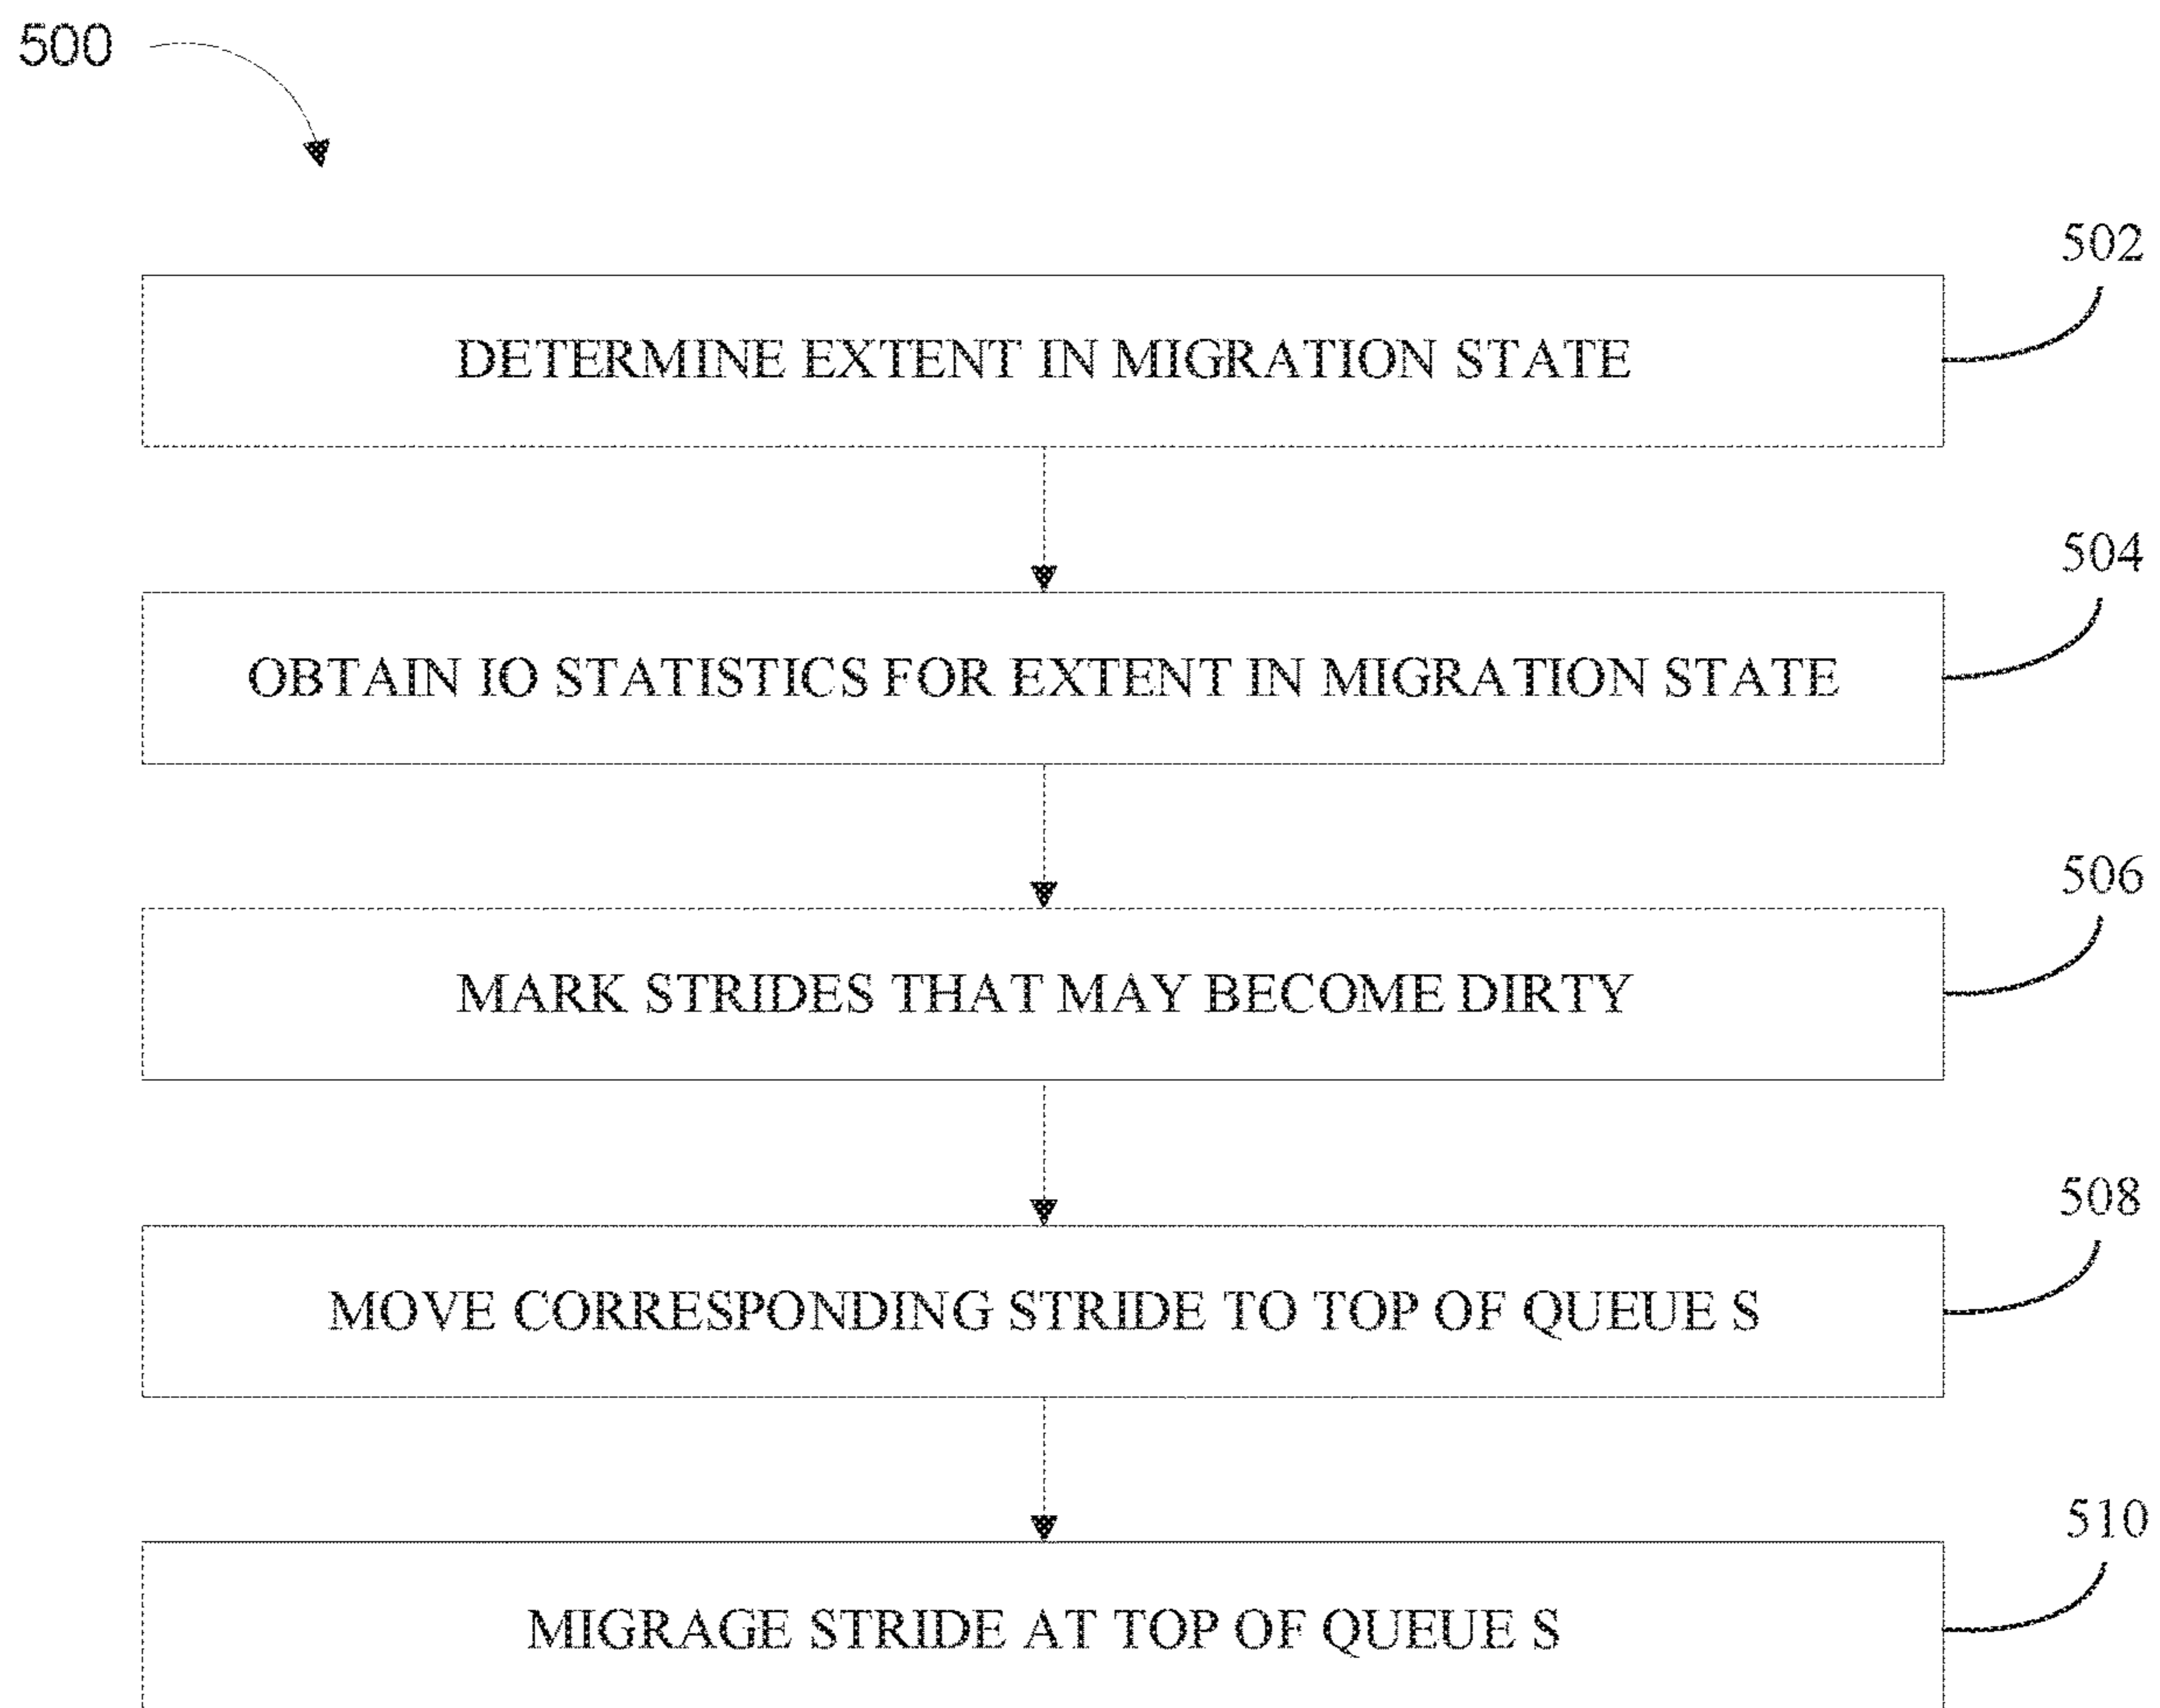 500
502
DETERMINE EXTENT IN MIGRATION STATE
504
OBTAIN IO STATISTICS FOR EXTENT IN MIGRATION STATE
506
MARK STRIDES THAT MAY BECOME DIRTY
508
MOVE CORRESPONDING STRIDE TO TOP OF QUEUE S
510
MIGRAGE STRIDE AT TOP OF QUEUE S